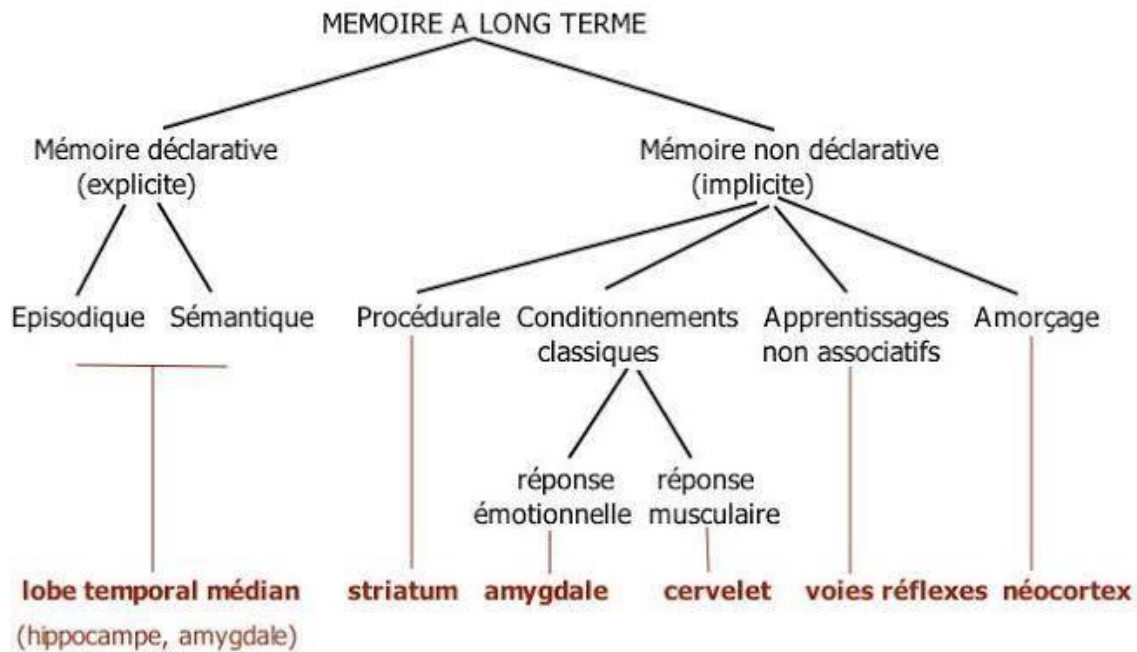 MEMOIRE A LONG TERME
Mémoire déclarative
(explicite)
Mémoire non déclarative
(implicite)
Episodique
Sémantique
Procédurale
Conditionnements
classiques
Apprentissages
non associatifs
Amorçage
réponse
émotionnelle
réponse
musculaire
lobe temporal médian
(hippocampe, amygdale)
striatum
amygdale
cervelet
voies réflexes
néocortex